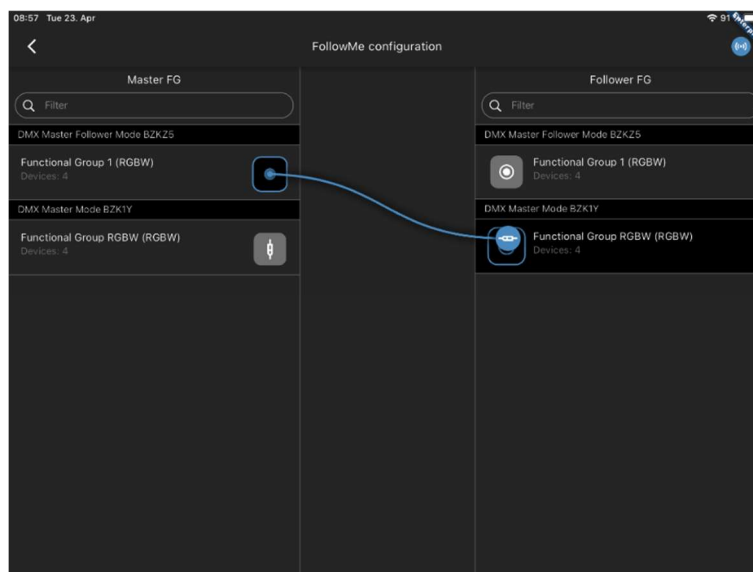 08:57 Tue 23. Apr
91
FollowMe configuration
Master FG
Filter
DMX Master Follower Mode BZKZ5
Functional Group 1 (RGBW)
Devices: 4
DMX Master Mode BZK1Y
Functional Group RGBW (RGBW)
Devices: 4
Follower FG
Filter
DMX Master Follower Mode BZKZ5
Functional Group 1 (RGBW)
Devices: 4
DMX Master Mode BZK1Y
Functional Group RGBW (RGBW)
Devices: 4